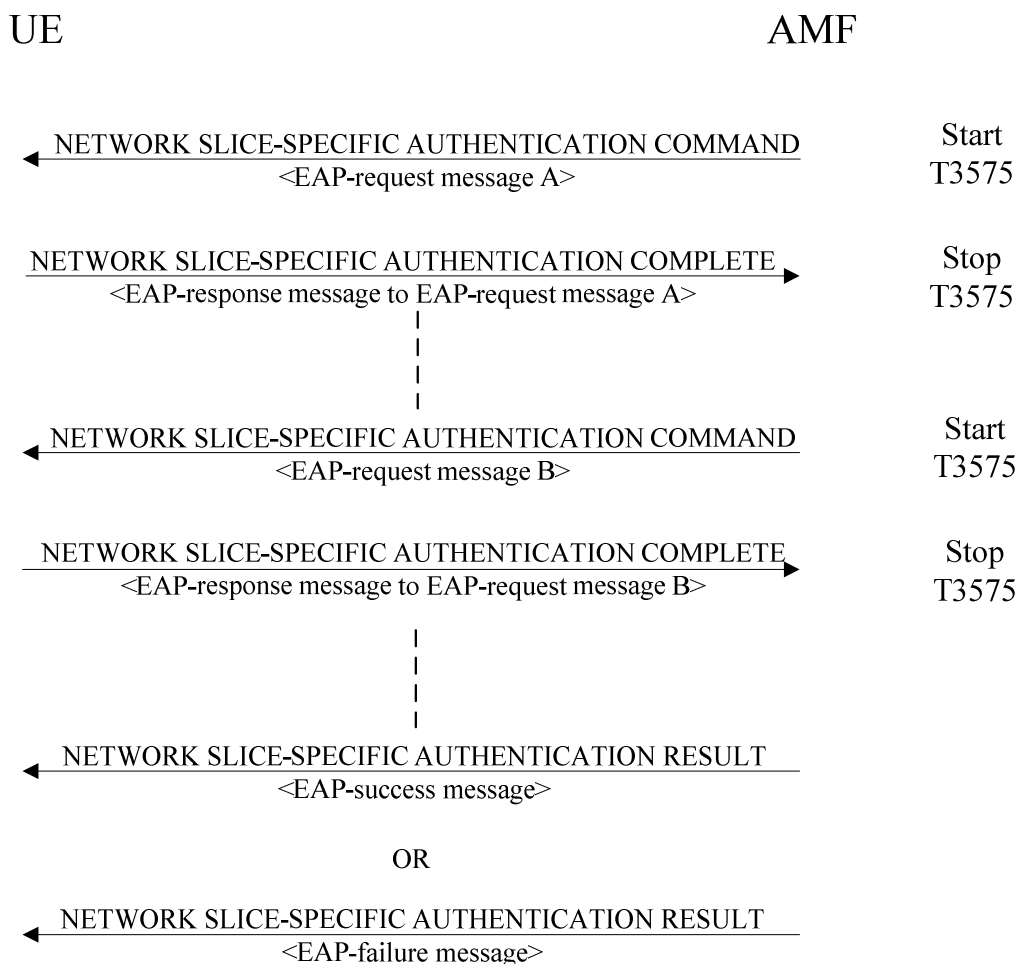 UE
AMF
NETWORK SLICE-SPECIFIC AUTHENTICATION COMMAND
<EAP-request message A>
Start
T3575
NETWORK SLICE-SPECIFIC AUTHENTICATION COMPLETE
<EAP-response message to EAP-request message A>
Stop
T3575
NETWORK SLICE-SPECIFIC AUTHENTICATION COMMAND
<EAP-request message B>
Start
T3575
NETWORK SLICE-SPECIFIC AUTHENTICATION COMPLETE
<EAP-response message to EAP-request message B>
Stop
T3575
NETWORK SLICE-SPECIFIC AUTHENTICATION RESULT
<EAP-success message>
OR
NETWORK SLICE-SPECIFIC AUTHENTICATION RESULT
<EAP-failure message>